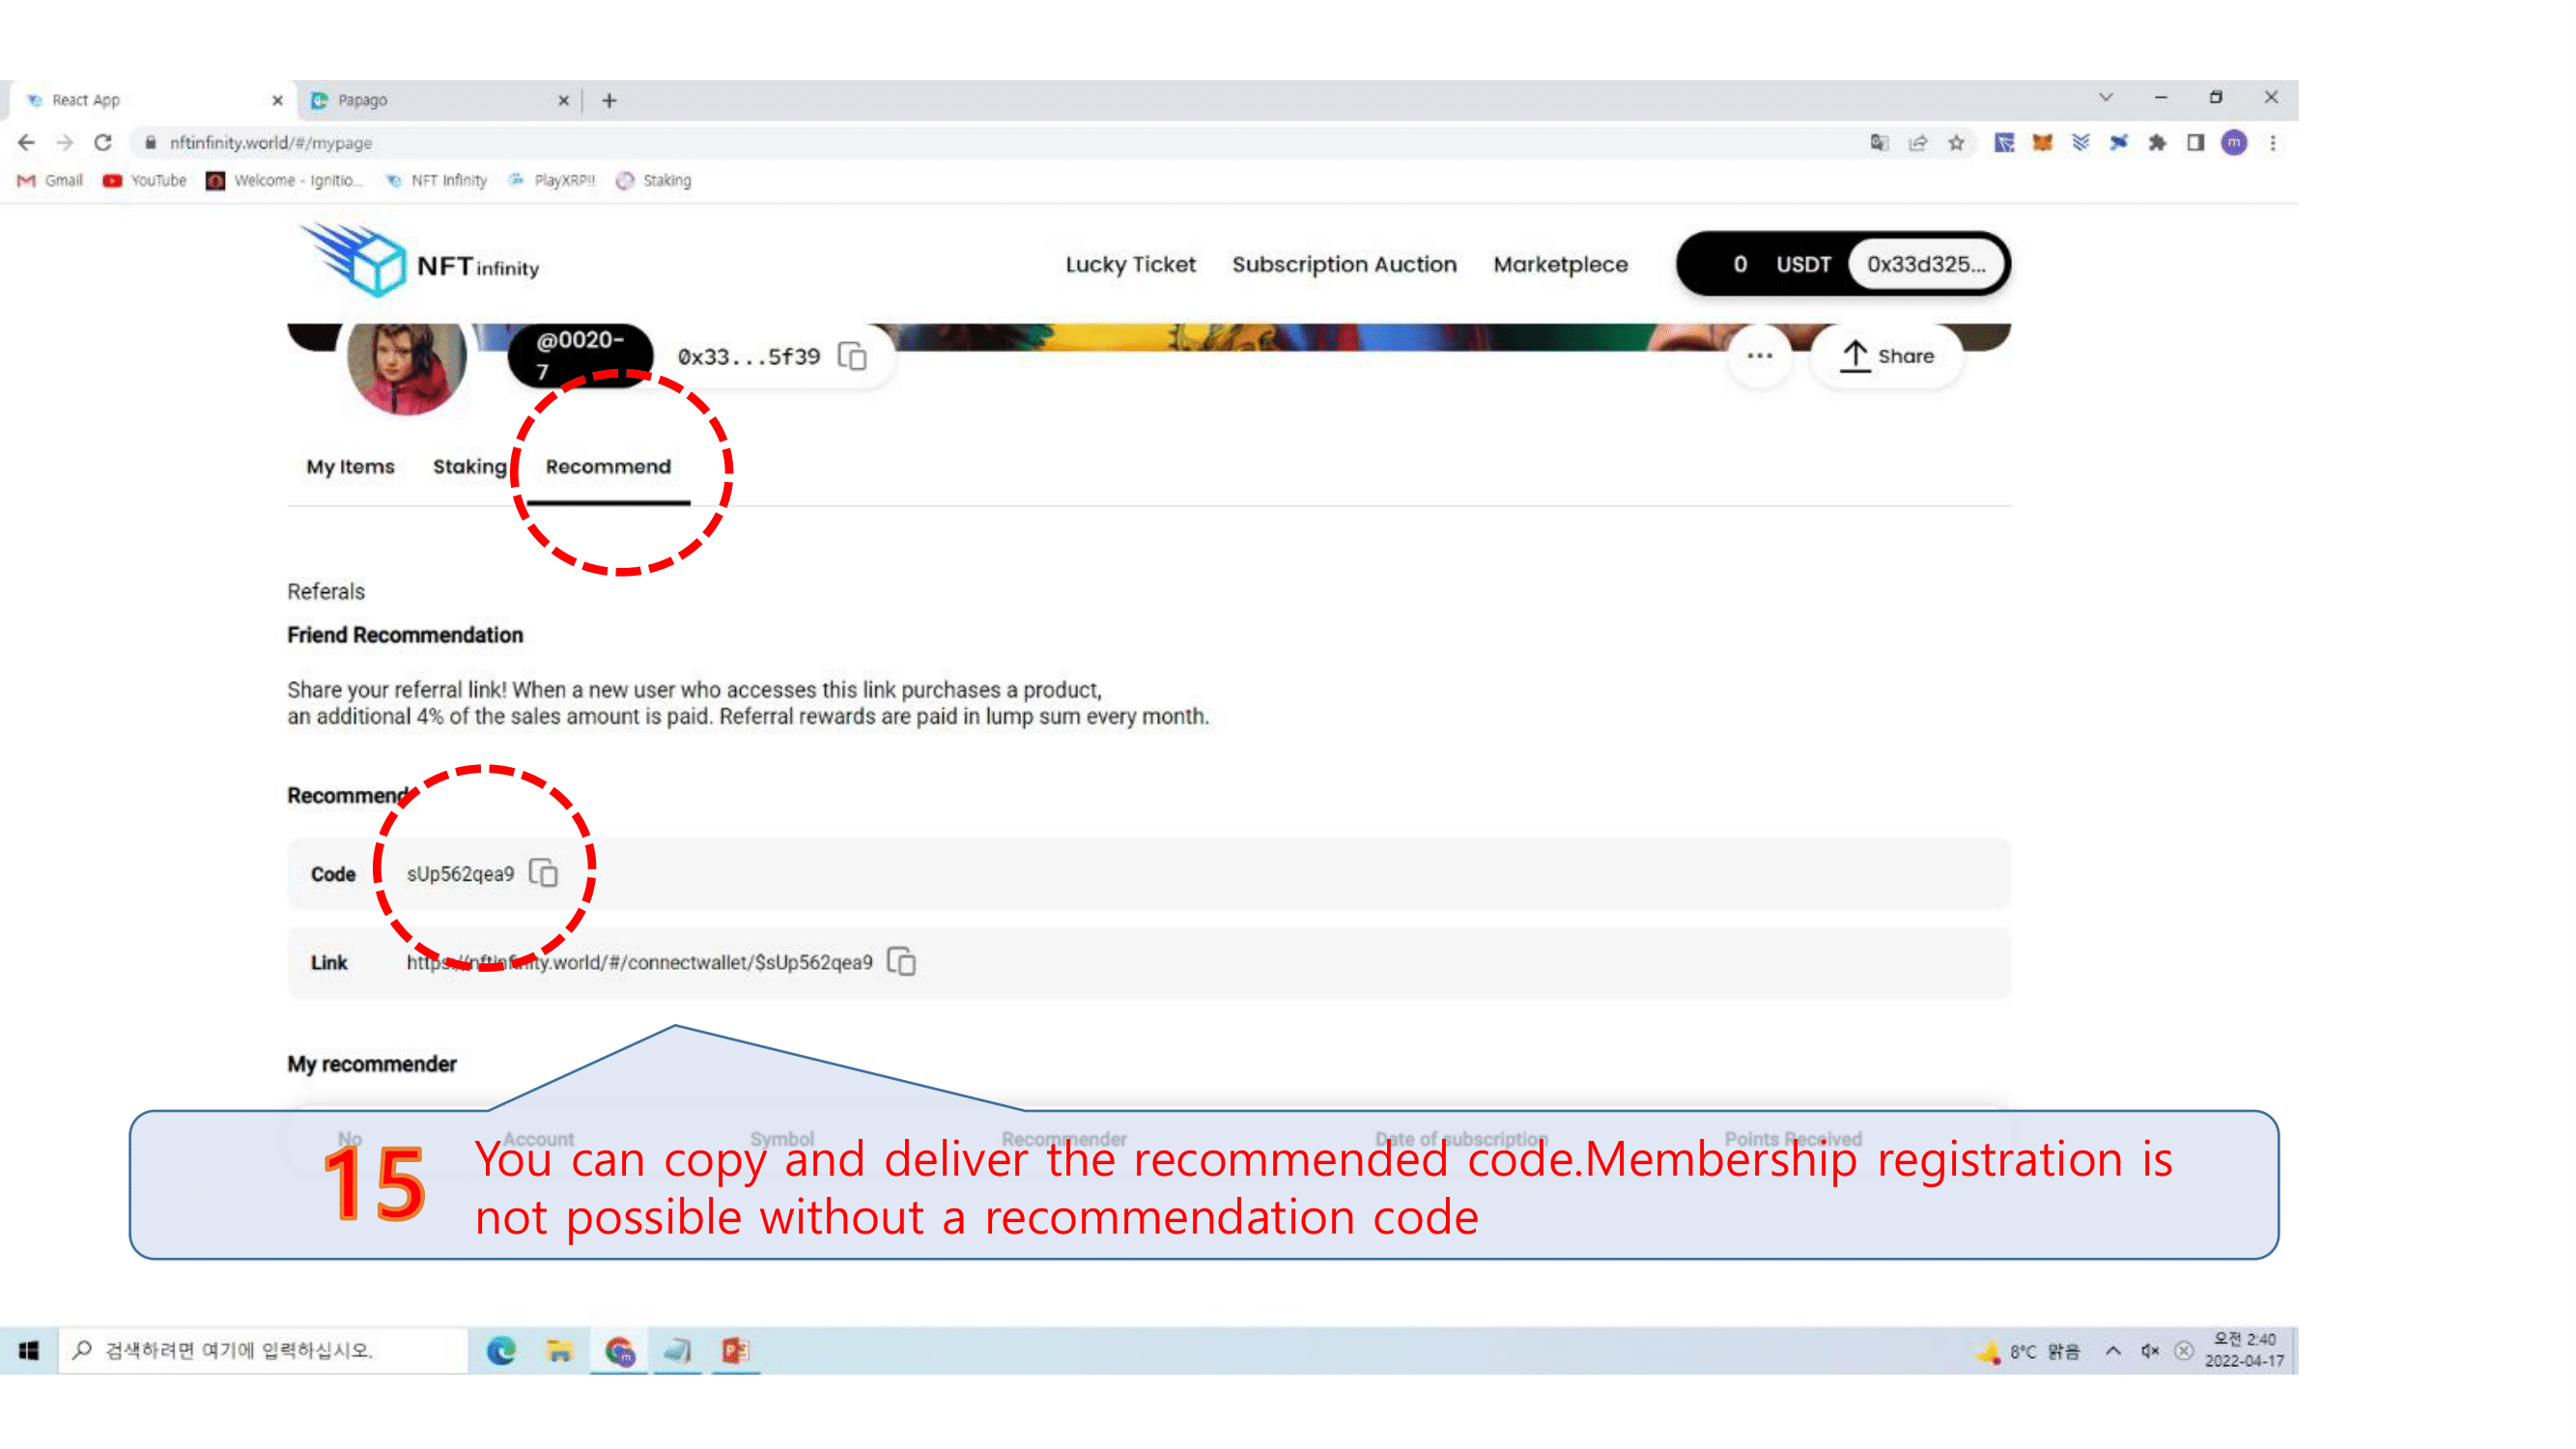 React App
Papago
nftinfinity.world/#/mypage
Gmail YouTube Welcome - Ignitio... NFT Infinity PlayXRP!! Staking
NFT infinity
Lucky Ticket Subscription Auction Marketplece 0 USDT 0x33d325...
@0020-
7
0x33...5f39
... Share
My Items Staking Recommend
Referals
Friend Recommendation
Share your referral link! When a new user who accesses this link purchases a product,
an additional 4% of the sales amount is paid. Referral rewards are paid in lump sum every month.
Recommend
Code sUp562qea9
Link https://nftinfinity.world/#/connectwallet/$sUp562qea9
My recommender
No Account Symbol Recommender Date of subscription Points Received
15
You can copy and deliver the recommended code.Membership registration is
not possible without a recommendation code
검색하려면 여기에 입력하십시오.
8°C 맑음
오전 2:40
2022-04-17